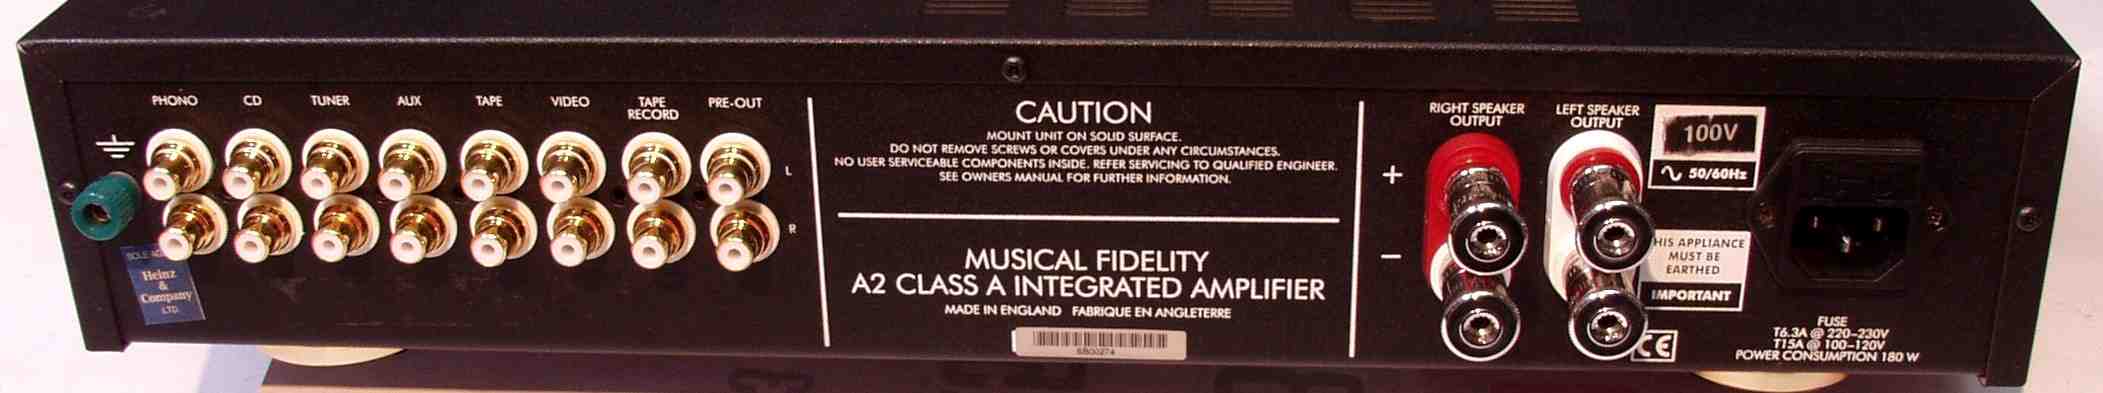 PHONO CD TUNER AUX TAPE VIDEO TAPE RECORD PRE-OUT
L
R
Heinz
&
Company
LTD.
CAUTION
MOUNT UNIT ON SOLID SURFACE.
DO NOT REMOVE SCREWS OR COVERS UNDER ANY CIRCUMSTANCES.
NO USER SERVICEABLE COMPONENTS INSIDE. REFER SERVICING TO QUALIFIED ENGINEER.
SEE OWNERS MANUAL FOR FURTHER INFORMATION.
MUSICAL FIDELITY
A2 CLASS A INTEGRATED AMPLIFIER
MADE IN ENGLAND FABRIQUE EN ANGLETERRE
RIGHT SPEAKER
OUTPUT
LEFT SPEAKER
OUTPUT
+
−
100V
50/60Hz
HIS APPLIANCE
MUST BE
EARTHED
IMPORTANT
CE
FUSE
T6.3A @ 220-230V
T15A @ 100-120V
POWER CONSUMPTION 180 W